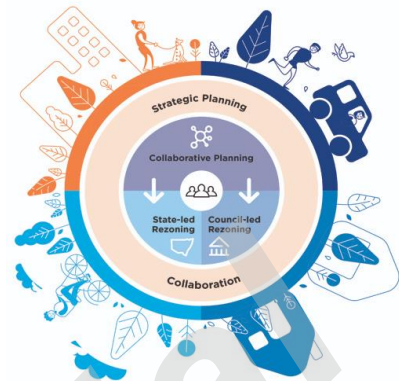 Strategic Planning
Collaborative Planning
State-led
Rezoning
Council-led
Rezoning
Collaboration